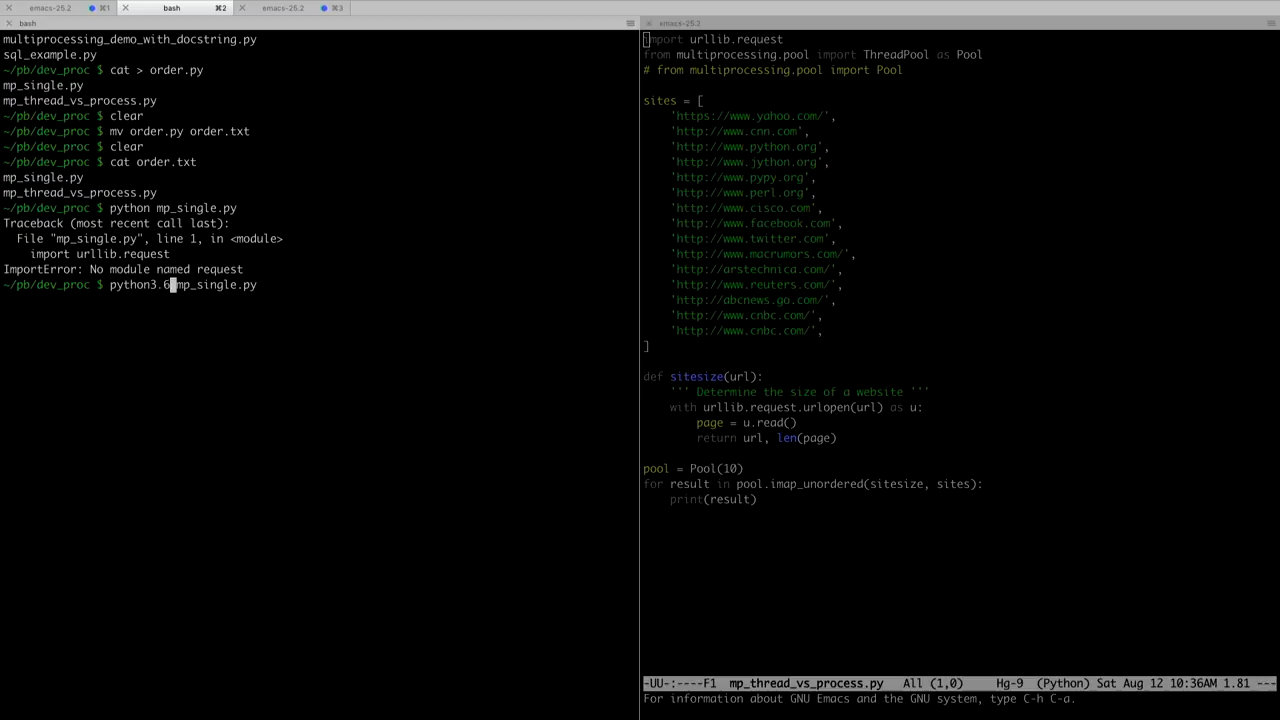 emacs-25.2 ⌘1 bash ⌘2 emacs-25.2 ⌘3
bash
emacs-25.2
multiprocessing_demo_with_docstring.py
sql_example.py
~/pb/dev_proc $ cat > order.py
mp_single.py
mp_thread_vs_process.py
~/pb/dev_proc $ clear
~/pb/dev_proc $ mv order.py order.txt
~/pb/dev_proc $ clear
~/pb/dev_proc $ cat order.txt
mp_single.py
mp_thread_vs_process.py
~/pb/dev_proc $ python mp_single.py
Traceback (most recent call last):
  File "mp_single.py", line 1, in <module>
    import urllib.request
ImportError: No module named request
~/pb/dev_proc $ python3.6 mp_single.py
import urllib.request
from multiprocessing.pool import ThreadPool as Pool
# from multiprocessing.pool import Pool
sites = [
    'https://www.yahoo.com/',
    'http://www.cnn.com',
    'http://www.python.org',
    'http://www.jython.org',
    'http://www.pypy.org',
    'http://www.perl.org',
    'http://www.cisco.com',
    'http://www.facebook.com',
    'http://www.twitter.com',
    'http://www.macrumors.com/',
    'http://arstechnica.com/',
    'http://www.reuters.com/',
    'http://abcnews.go.com/',
    'http://www.cnbc.com/',
    'http://www.cnbc.com/',
]
def sitesize(url):
    ''' Determine the size of a website '''
    with urllib.request.urlopen(url) as u:
        page = u.read()
        return url, len(page)
pool = Pool(10)
for result in pool.imap_unordered(sitesize, sites):
    print(result)
-UU-:----F1  mp_thread_vs_process.py   All (1,0)     Hg-9  (Python) Sat Aug 12 10:36AM 1.81 ---
For information about GNU Emacs and the GNU system, type C-h C-a.